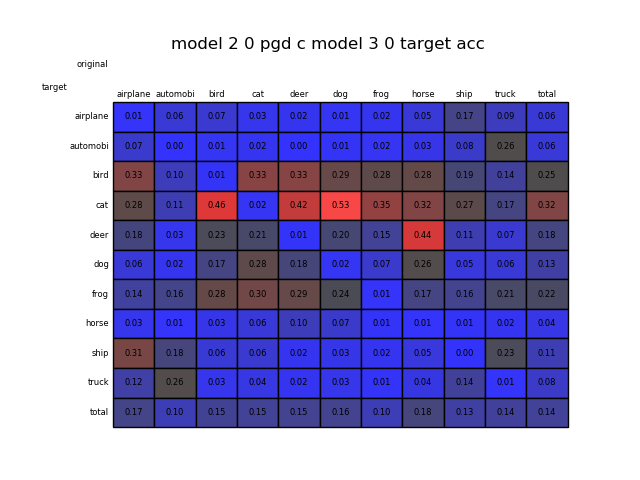 model 2 0 pgd c model 3 0 target acc
original
target
airplane automobi bird cat deer dog frog horse ship truck total
airplane 0.01 0.06 0.07 0.03 0.02 0.01 0.02 0.05 0.17 0.09 0.06
automobi 0.07 0.00 0.01 0.02 0.00 0.01 0.02 0.03 0.08 0.26 0.06
bird 0.33 0.10 0.01 0.33 0.33 0.29 0.28 0.28 0.19 0.14 0.25
cat 0.28 0.11 0.46 0.02 0.42 0.53 0.35 0.32 0.27 0.17 0.32
deer 0.18 0.03 0.23 0.21 0.01 0.20 0.15 0.44 0.11 0.07 0.18
dog 0.06 0.02 0.17 0.28 0.18 0.02 0.07 0.26 0.05 0.06 0.13
frog 0.14 0.16 0.28 0.30 0.29 0.24 0.01 0.17 0.16 0.21 0.22
horse 0.03 0.01 0.03 0.06 0.10 0.07 0.01 0.01 0.01 0.02 0.04
ship 0.31 0.18 0.06 0.06 0.02 0.03 0.02 0.05 0.00 0.23 0.11
truck 0.12 0.26 0.03 0.04 0.02 0.03 0.01 0.04 0.14 0.01 0.08
total 0.17 0.10 0.15 0.15 0.15 0.16 0.10 0.18 0.13 0.14 0.14